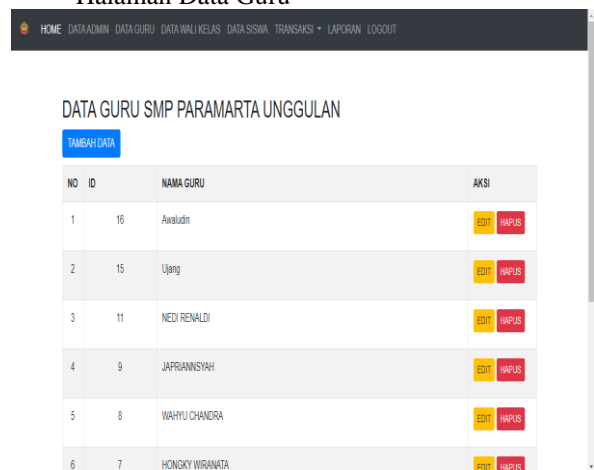 Halaman Data Guru
HOME DATA ADMIN DATA GURU DATA WALI KELAS DATA SISWA TRANSAKSI LAPORAN LOGOUT
DATA GURU SMP PARAMARTA UNGGULAN
TAMBAH DATA
NO ID NAMA GURU AKSI
1 16 Awaludin EDIT HAPUS
2 15 Ujang EDIT HAPUS
3 11 NEDI RENALDI EDIT HAPUS
4 9 JAPRIANNSYAH EDIT HAPUS
5 8 WAHYU CHANDRA EDIT HAPUS
6 7 HONGKY WIRANATA EDIT HAPUS